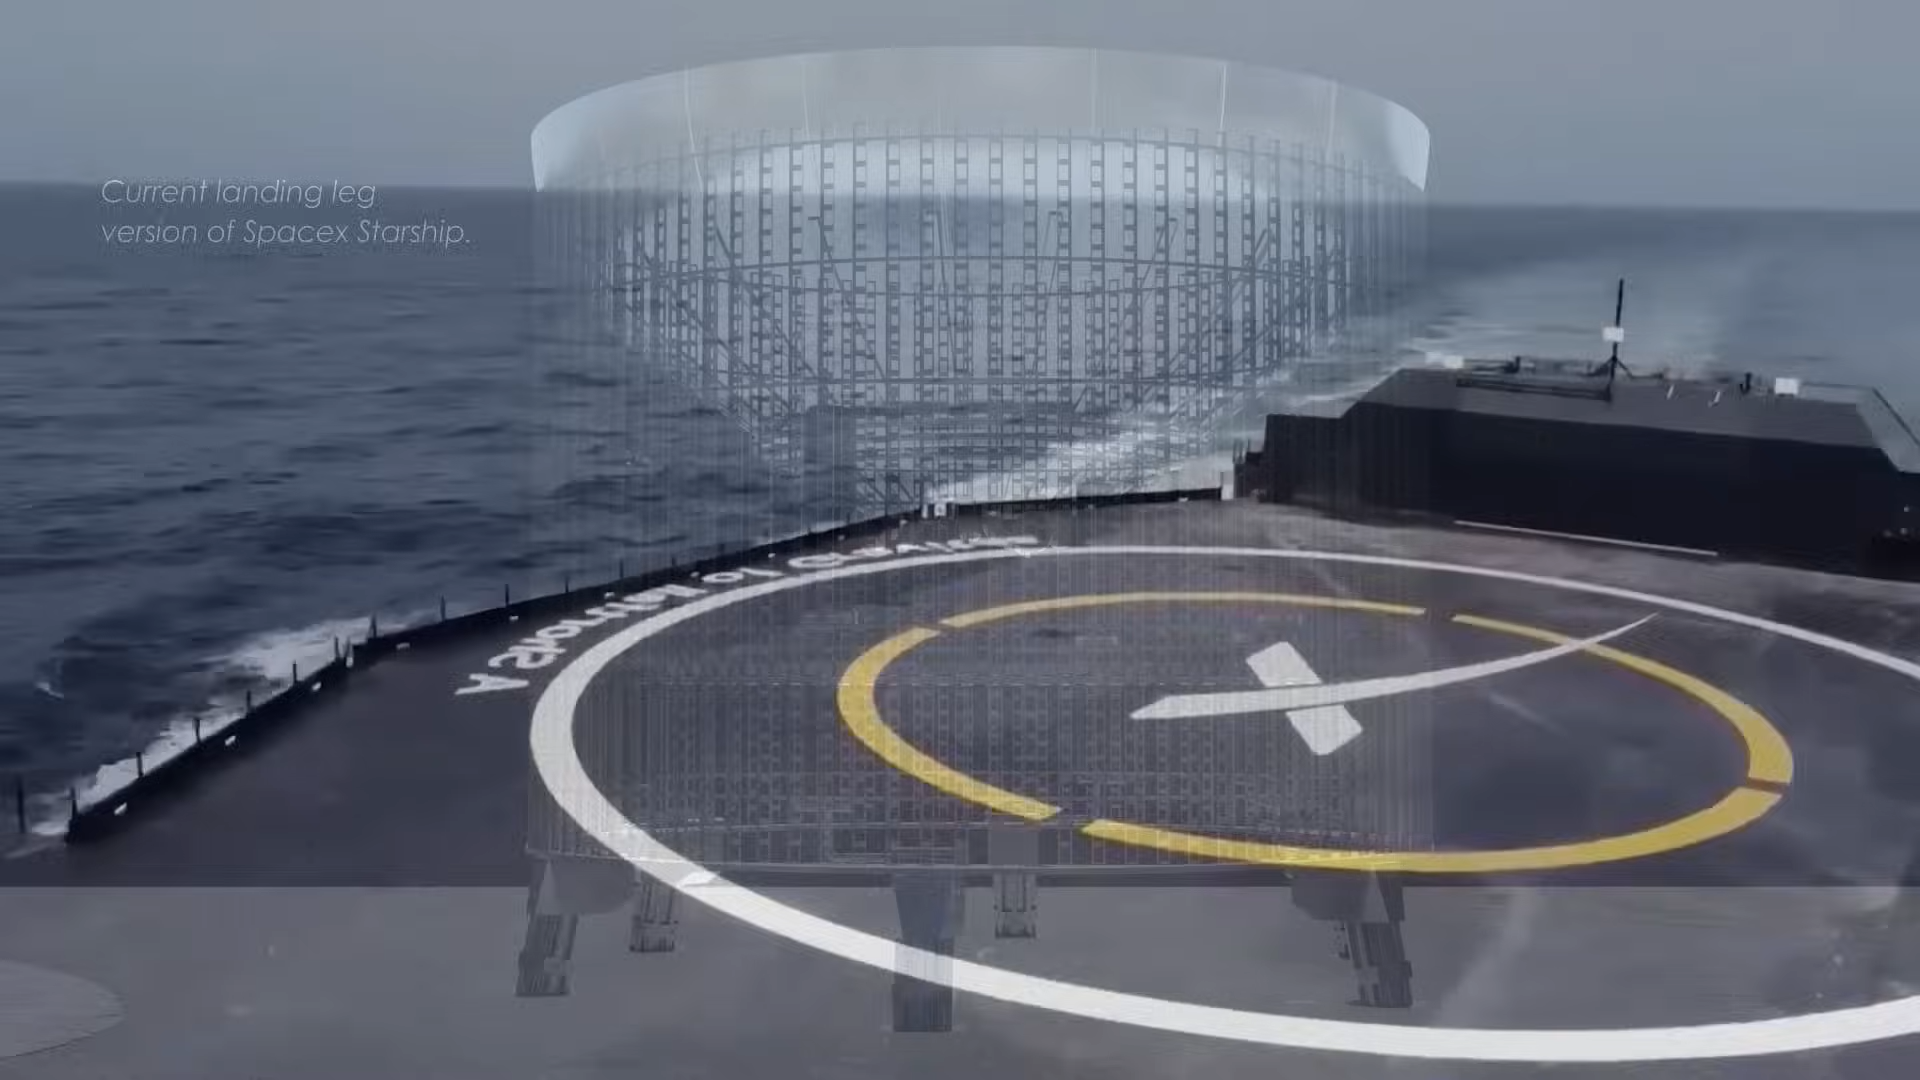 Current landing leg
version of Spacex Starship.